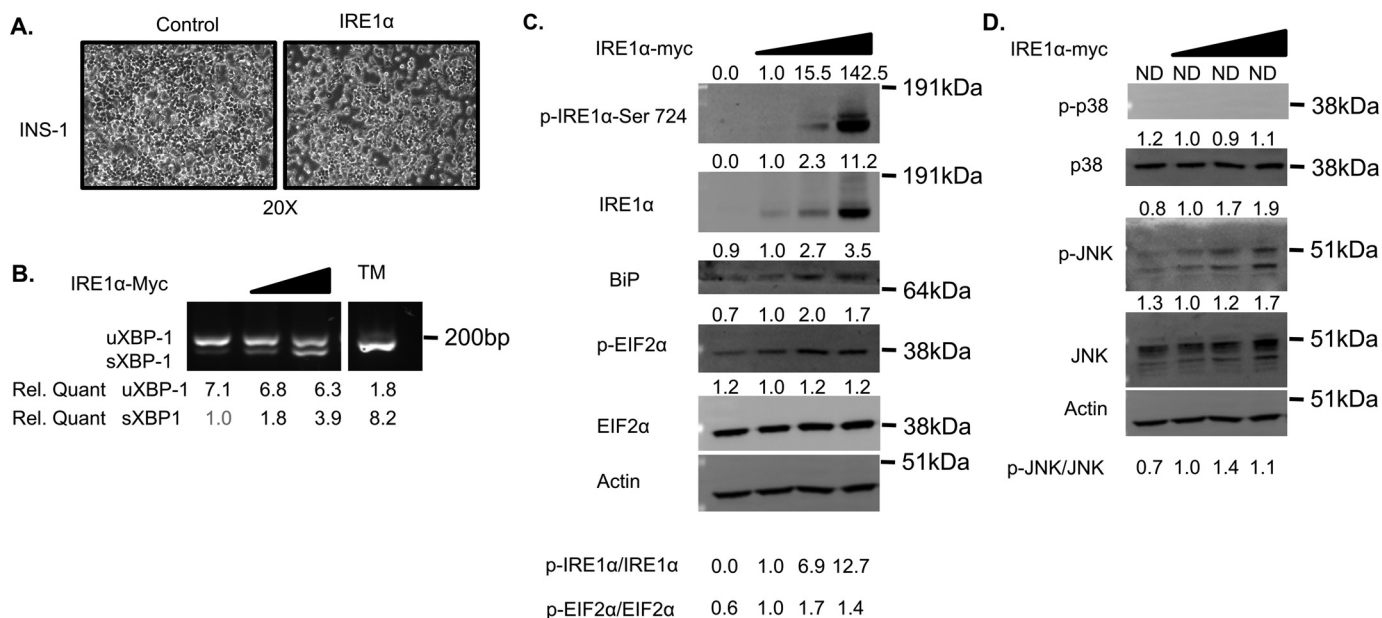 A.
Control
IRE1α
INS-1
20X
B.
IRE1α-Myc
TM
uXBP-1
sXBP-1
200bp
Rel. Quant uXBP-1 7.1 6.8 6.3 1.8
Rel. Quant sXBP1 1.0 1.8 3.9 8.2
C.
IRE1α-myc
0.0 1.0 15.5 142.5
191kDa
p-IRE1α-Ser 724
0.0 1.0 2.3 11.2
191kDa
IRE1α
0.9 1.0 2.7 3.5
BiP
64kDa
0.7 1.0 2.0 1.7
p-EIF2α
38kDa
1.2 1.0 1.2 1.2
EIF2α
38kDa
51kDa
Actin
p-IRE1α/IRE1α 0.0 1.0 6.9 12.7
p-EIF2α/EIF2α 0.6 1.0 1.7 1.4
D.
IRE1α-myc
ND ND ND ND
p-p38
38kDa
1.2 1.0 0.9 1.1
p38
38kDa
0.8 1.0 1.7 1.9
p-JNK
51kDa
1.3 1.0 1.2 1.7
JNK
51kDa
51kDa
Actin
p-JNK/JNK 0.7 1.0 1.4 1.1